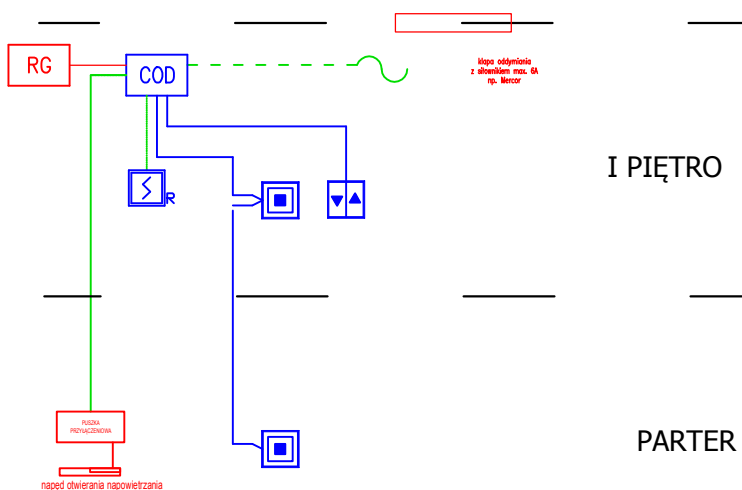 RG
COD
klapa oddymiania
z siłownikiem max. 6A
np. Mercor
I PIĘTRO
R
PUSZKA
PRZYŁĄCZENIOWA
PARTER
napęd otwierania napowietrzania